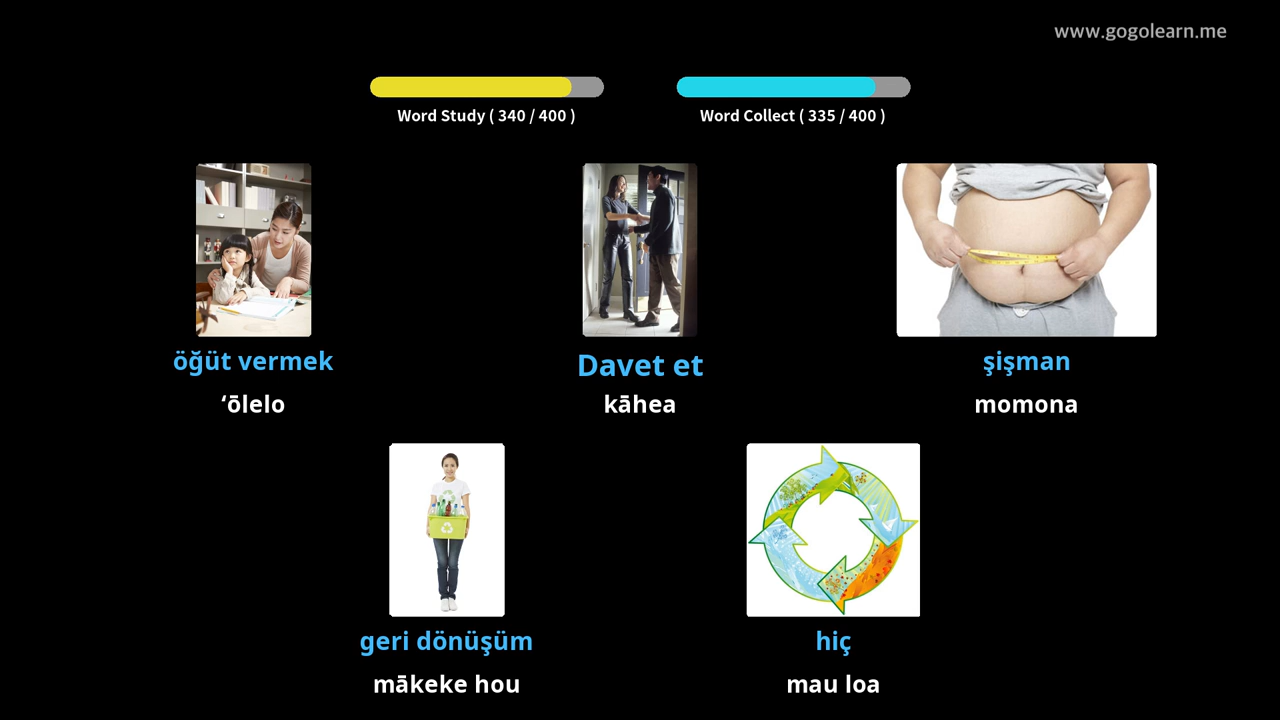 www.gogolearn.me
Word Study ( 340 / 400 )
Word Collect ( 335 / 400 )
öğüt vermek
ʻōlelo
Davet et
kāhea
şişman
momona
geri dönüşüm
mākeke hou
hiç
mau loa